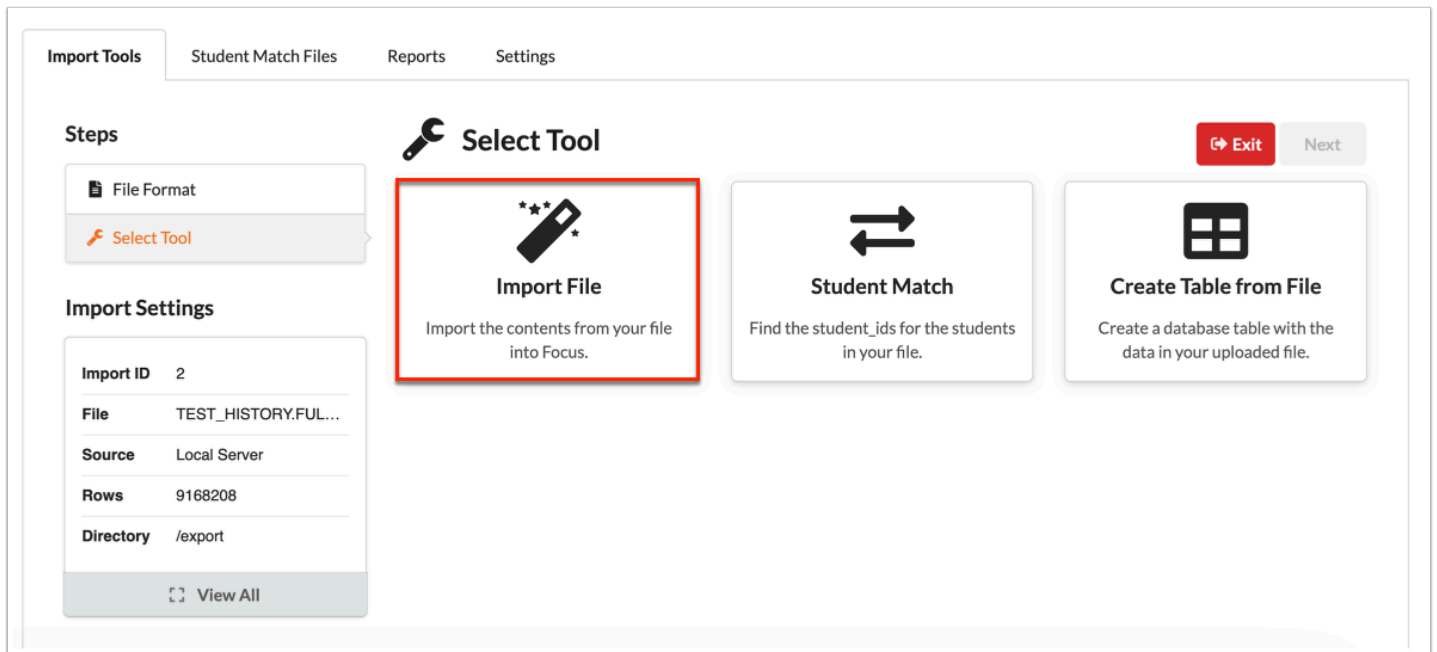 Import Tools
Student Match Files
Reports
Settings
Steps
File Format
Select Tool
Import Settings
Import ID 2
File TEST_HISTORY.FUL...
Source Local Server
Rows 9168208
Directory /export
View All
Select Tool
Exit
Next
Import File
Import the contents from your file
into Focus.
Student Match
Find the student_ids for the students
in your file.
Create Table from File
Create a database table with the
data in your uploaded file.